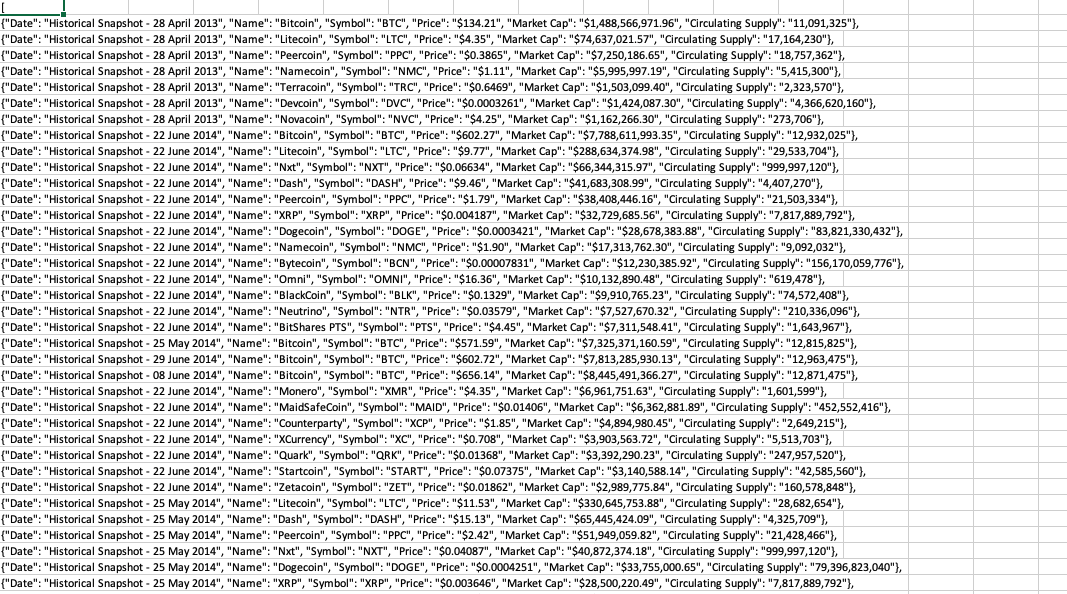 [
{"Date": "Historical Snapshot - 28 April 2013", "Name": "Bitcoin", "Symbol": "BTC", "Price": "$134.21", "Market Cap": "$1,488,566,971.96", "Circulating Supply": "11,091,325"},
{"Date": "Historical Snapshot - 28 April 2013", "Name": "Litecoin", "Symbol": "LTC", "Price": "$4.35", "Market Cap": "$74,637,021.57", "Circulating Supply": "17,164,230"},
{"Date": "Historical Snapshot - 28 April 2013", "Name": "Peercoin", "Symbol": "PPC", "Price": "$0.3865", "Market Cap": "$7,250,186.65", "Circulating Supply": "18,757,362"},
{"Date": "Historical Snapshot - 28 April 2013", "Name": "Namecoin", "Symbol": "NMC", "Price": "$1.11", "Market Cap": "$5,995,997.19", "Circulating Supply": "5,415,300"},
{"Date": "Historical Snapshot - 28 April 2013", "Name": "Terracoin", "Symbol": "TRC", "Price": "$0.6469", "Market Cap": "$1,503,099.40", "Circulating Supply": "2,323,570"},
{"Date": "Historical Snapshot - 28 April 2013", "Name": "Devcoin", "Symbol": "DVC", "Price": "$0.0003261", "Market Cap": "$1,424,087.30", "Circulating Supply": "4,366,620,160"},
{"Date": "Historical Snapshot - 28 April 2013", "Name": "Novacoin", "Symbol": "NVC", "Price": "$4.25", "Market Cap": "$1,162,266.30", "Circulating Supply": "273,706"},
{"Date": "Historical Snapshot - 22 June 2014", "Name": "Bitcoin", "Symbol": "BTC", "Price": "$602.27", "Market Cap": "$7,788,611,993.35", "Circulating Supply": "12,932,025"},
{"Date": "Historical Snapshot - 22 June 2014", "Name": "Litecoin", "Symbol": "LTC", "Price": "$9.77", "Market Cap": "$288,634,374.98", "Circulating Supply": "29,533,704"},
{"Date": "Historical Snapshot - 22 June 2014", "Name": "Nxt", "Symbol": "NXT", "Price": "$0.06634", "Market Cap": "$66,344,315.97", "Circulating Supply": "999,997,120"},
{"Date": "Historical Snapshot - 22 June 2014", "Name": "Dash", "Symbol": "DASH", "Price": "$9.46", "Market Cap": "$41,683,308.99", "Circulating Supply": "4,407,270"},
{"Date": "Historical Snapshot - 22 June 2014", "Name": "Peercoin", "Symbol": "PPC", "Price": "$1.79", "Market Cap": "$38,408,446.16", "Circulating Supply": "21,503,334"},
{"Date": "Historical Snapshot - 22 June 2014", "Name": "XRP", "Symbol": "XRP", "Price": "$0.004187", "Market Cap": "$32,729,685.56", "Circulating Supply": "7,817,889,792"},
{"Date": "Historical Snapshot - 22 June 2014", "Name": "Dogecoin", "Symbol": "DOGE", "Price": "$0.0003421", "Market Cap": "$28,678,383.88", "Circulating Supply": "83,821,330,432"},
{"Date": "Historical Snapshot - 22 June 2014", "Name": "Namecoin", "Symbol": "NMC", "Price": "$1.90", "Market Cap": "$17,313,762.30", "Circulating Supply": "9,092,032"},
{"Date": "Historical Snapshot - 22 June 2014", "Name": "Bytecoin", "Symbol": "BCN", "Price": "$0.00007831", "Market Cap": "$12,230,385.92", "Circulating Supply": "156,170,059,776"},
{"Date": "Historical Snapshot - 22 June 2014", "Name": "Omni", "Symbol": "OMNI", "Price": "$16.36", "Market Cap": "$10,132,890.48", "Circulating Supply": "619,478"},
{"Date": "Historical Snapshot - 22 June 2014", "Name": "BlackCoin", "Symbol": "BLK", "Price": "$0.1329", "Market Cap": "$9,910,765.23", "Circulating Supply": "74,572,408"},
{"Date": "Historical Snapshot - 22 June 2014", "Name": "Neutrino", "Symbol": "NTR", "Price": "$0.03579", "Market Cap": "$7,527,670.32", "Circulating Supply": "210,336,096"},
{"Date": "Historical Snapshot - 22 June 2014", "Name": "BitShares PTS", "Symbol": "PTS", "Price": "$4.45", "Market Cap": "$7,311,548.41", "Circulating Supply": "1,643,967"},
{"Date": "Historical Snapshot - 25 May 2014", "Name": "Bitcoin", "Symbol": "BTC", "Price": "$571.59", "Market Cap": "$7,325,371,160.59", "Circulating Supply": "12,815,825"},
{"Date": "Historical Snapshot - 29 June 2014", "Name": "Bitcoin", "Symbol": "BTC", "Price": "$602.72", "Market Cap": "$7,813,285,930.13", "Circulating Supply": "12,963,475"},
{"Date": "Historical Snapshot - 08 June 2014", "Name": "Bitcoin", "Symbol": "BTC", "Price": "$656.14", "Market Cap": "$8,445,491,366.27", "Circulating Supply": "12,871,475"},
{"Date": "Historical Snapshot - 22 June 2014", "Name": "Monero", "Symbol": "XMR", "Price": "$4.35", "Market Cap": "$6,961,751.63", "Circulating Supply": "1,601,599"},
{"Date": "Historical Snapshot - 22 June 2014", "Name": "MaidSafeCoin", "Symbol": "MAID", "Price": "$0.01406", "Market Cap": "$6,362,881.89", "Circulating Supply": "452,552,416"},
{"Date": "Historical Snapshot - 22 June 2014", "Name": "Counterparty", "Symbol": "XCP", "Price": "$1.85", "Market Cap": "$4,894,980.45", "Circulating Supply": "2,649,215"},
{"Date": "Historical Snapshot - 22 June 2014", "Name": "XCurrency", "Symbol": "XC", "Price": "$0.708", "Market Cap": "$3,903,563.72", "Circulating Supply": "5,513,703"},
{"Date": "Historical Snapshot - 22 June 2014", "Name": "Quark", "Symbol": "QRK", "Price": "$0.01368", "Market Cap": "$3,392,290.23", "Circulating Supply": "247,957,520"},
{"Date": "Historical Snapshot - 22 June 2014", "Name": "Startcoin", "Symbol": "START", "Price": "$0.07375", "Market Cap": "$3,140,588.14", "Circulating Supply": "42,585,560"},
{"Date": "Historical Snapshot - 22 June 2014", "Name": "Zetacoin", "Symbol": "ZET", "Price": "$0.01862", "Market Cap": "$2,989,775.84", "Circulating Supply": "160,578,848"},
{"Date": "Historical Snapshot - 25 May 2014", "Name": "Litecoin", "Symbol": "LTC", "Price": "$11.53", "Market Cap": "$330,645,753.88", "Circulating Supply": "28,682,654"},
{"Date": "Historical Snapshot - 25 May 2014", "Name": "Dash", "Symbol": "DASH", "Price": "$15.13", "Market Cap": "$65,445,424.09", "Circulating Supply": "4,325,709"},
{"Date": "Historical Snapshot - 25 May 2014", "Name": "Peercoin", "Symbol": "PPC", "Price": "$2.42", "Market Cap": "$51,949,059.82", "Circulating Supply": "21,428,466"},
{"Date": "Historical Snapshot - 25 May 2014", "Name": "Nxt", "Symbol": "NXT", "Price": "$0.04087", "Market Cap": "$40,872,374.18", "Circulating Supply": "999,997,120"},
{"Date": "Historical Snapshot - 25 May 2014", "Name": "Dogecoin", "Symbol": "DOGE", "Price": "$0.0004251", "Market Cap": "$33,755,000.65", "Circulating Supply": "79,396,823,040"},
{"Date": "Historical Snapshot - 25 May 2014", "Name": "XRP", "Symbol": "XRP", "Price": "$0.003646", "Market Cap": "$28,500,220.49", "Circulating Supply": "7,817,889,792"},